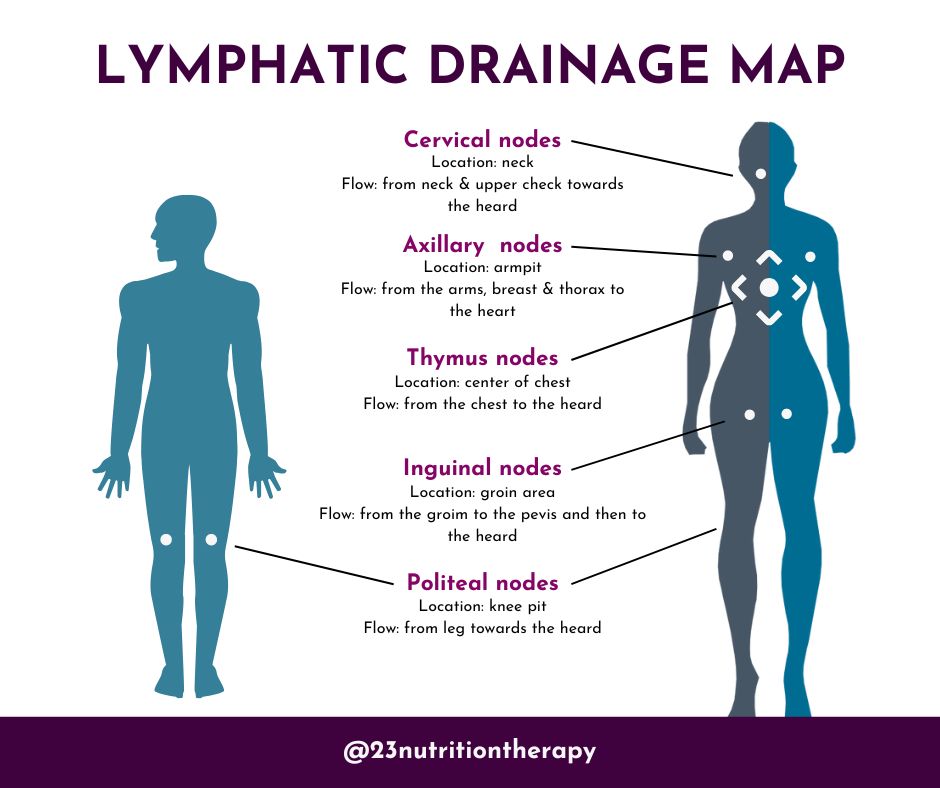 LYMPHATIC DRAINAGE MAP
Cervical nodes
Location: neck
Flow: from neck & upper check towards
the heard
Axillary nodes
Location: armpit
Flow: from the arms, breast & thorax to
the heart
Thymus nodes
Location: center of chest
Flow: from the chest to the heard
Inguinal nodes
Location: groin area
Flow: from the groim to the pevis and then to
the heard
Politeal nodes
Location: knee pit
Flow: from leg towards the heard
@23nutritiontherapy